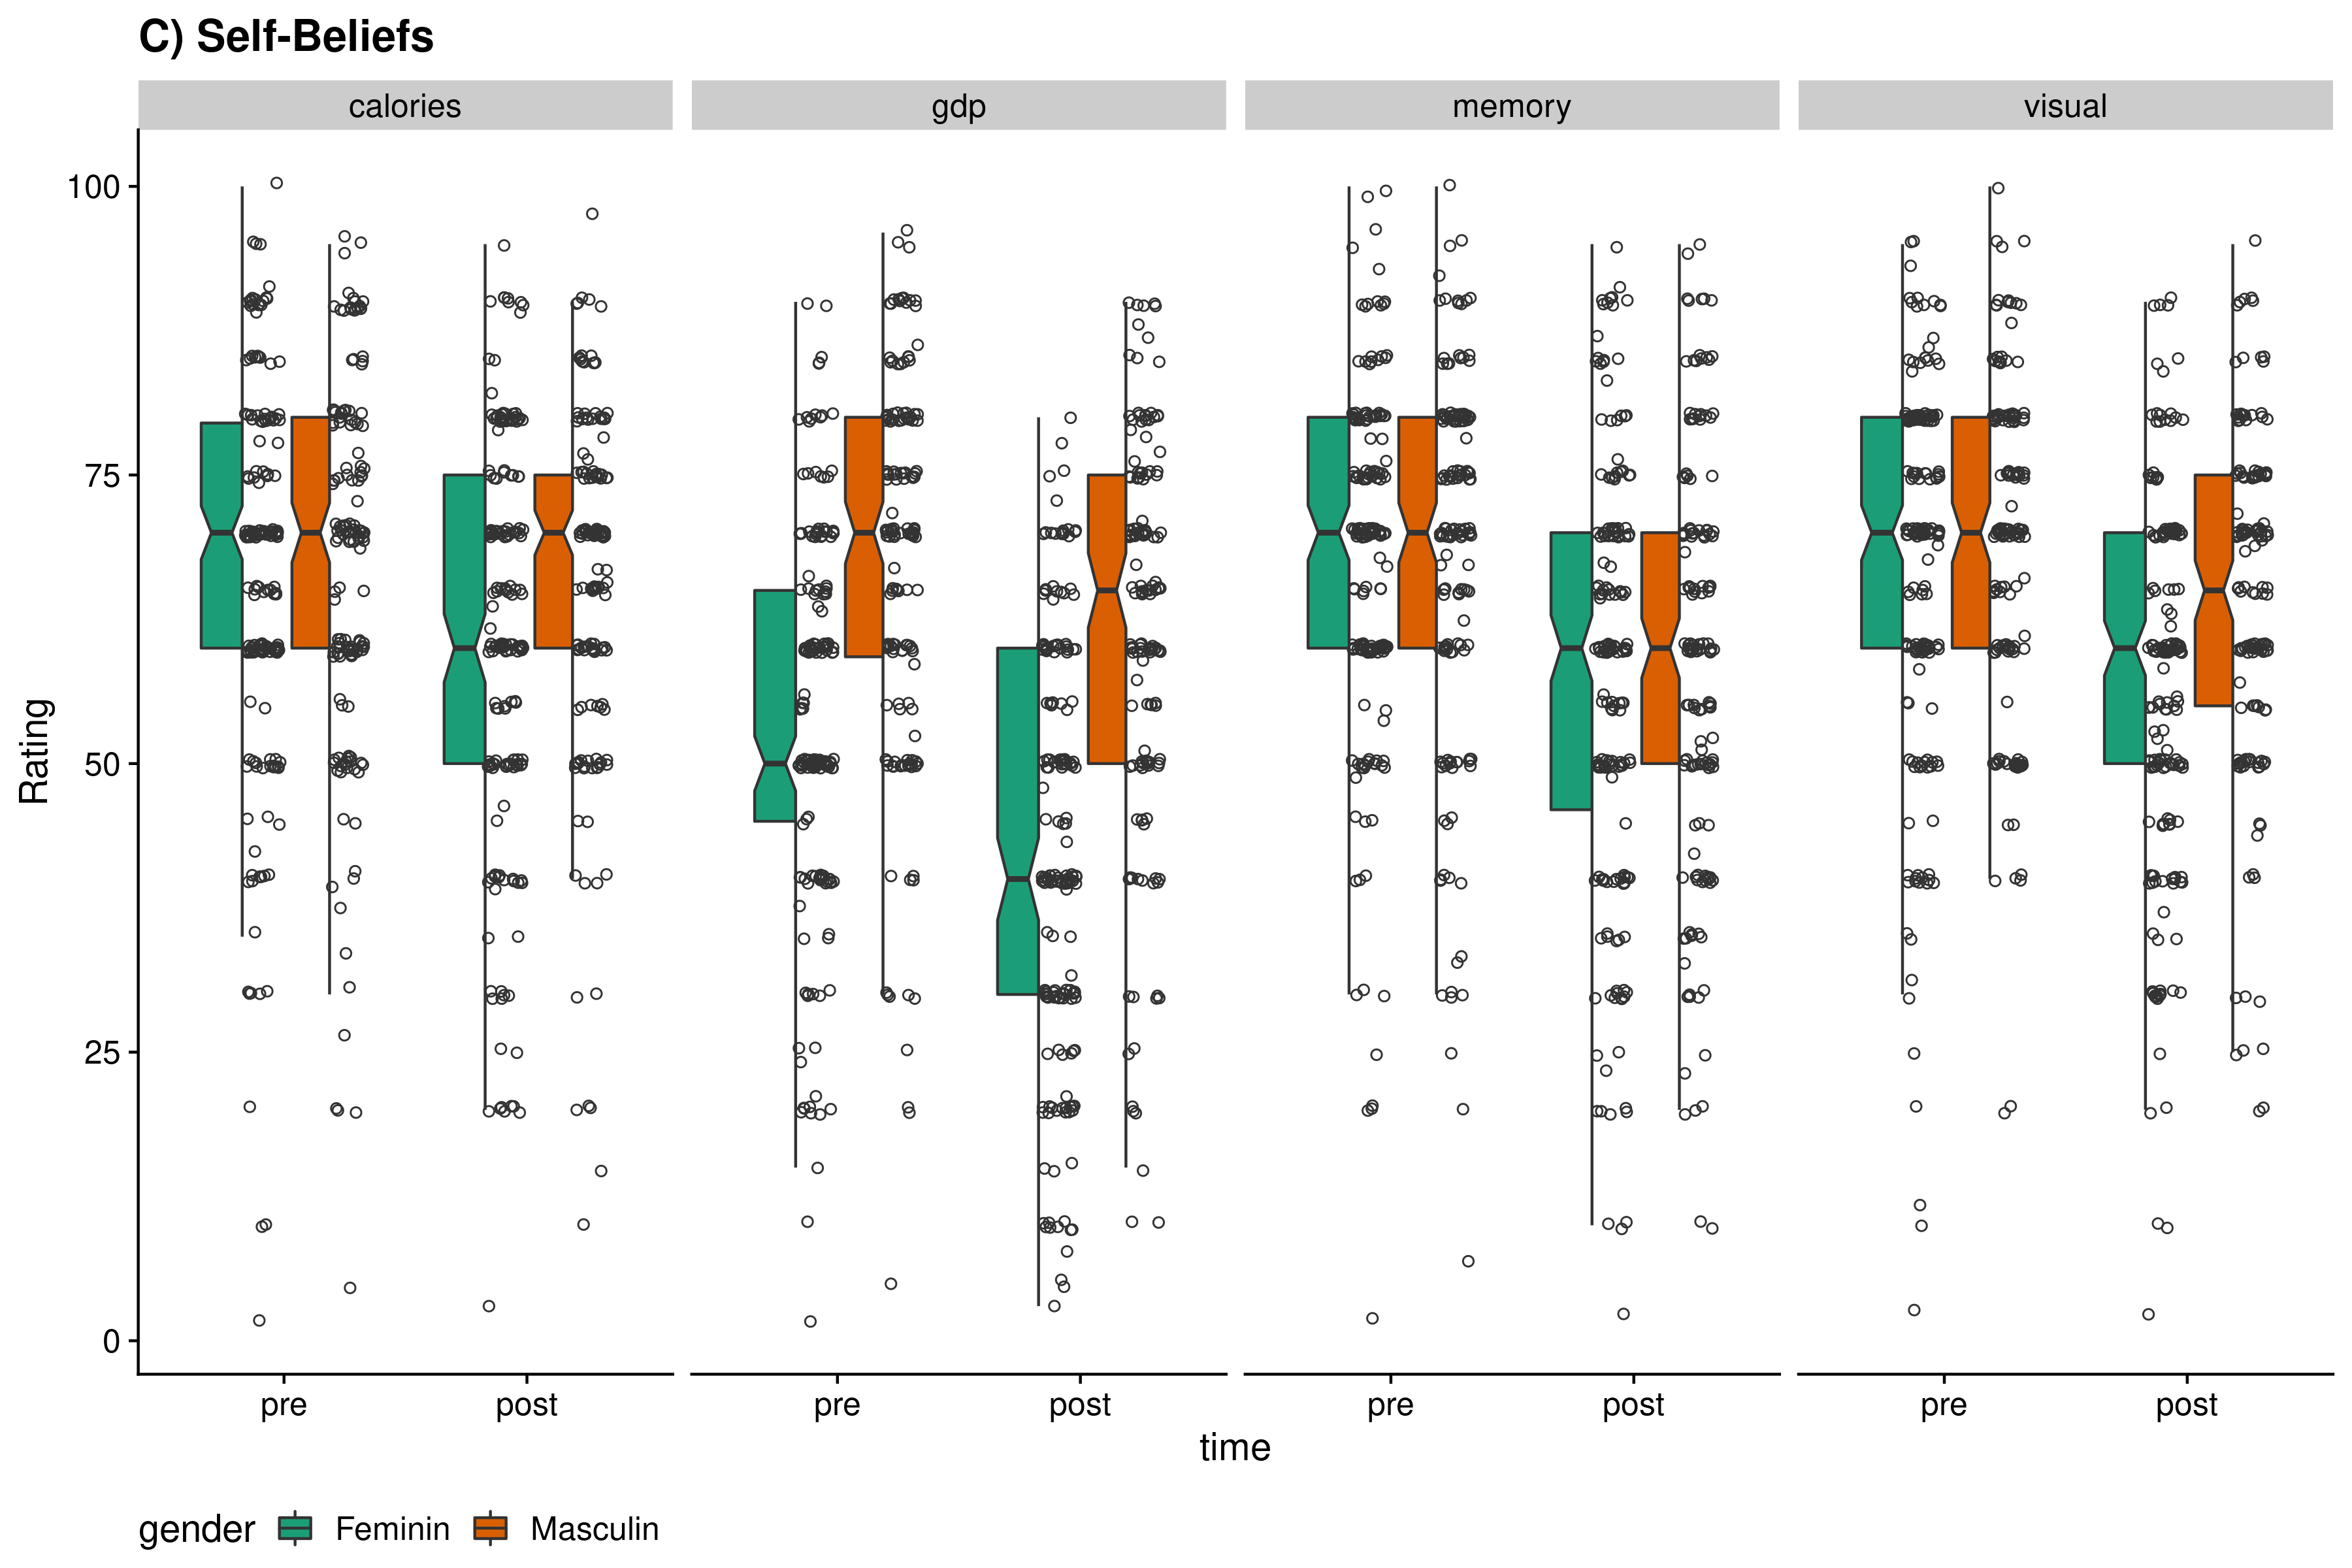 C) Self-Beliefs
calories gdp memory visual
100
75
50
25
0
Rating
pre post pre post pre post pre post
time
gender Feminin Masculin